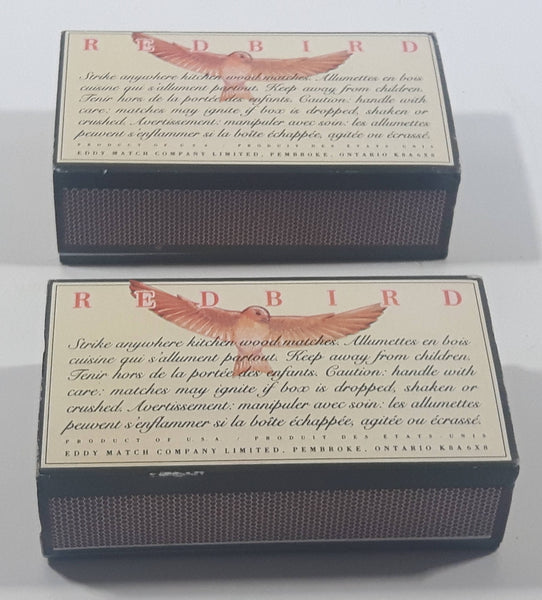 REDBIRD
Strike anywhere kitchen wood matches. Allumettes en bois
cuisine qui s'allument partout. Keep away from children.
Tenir hors de la portée des enfants. Caution: handle with
care: matches may ignite if box is dropped, shaken or
crushed. Avertissement: manipuler avec soin: les allumettes
peuvent s'enflammer si la boîte échappée, agitée ou écrasé.
PRODUCT OF U.S.A. / PRODUIT DES ÉTATS-UNIS
EDDY MATCH COMPANY LIMITED, PEMBROKE, ONTARIO K8A 6X8
REDBIRD
Strike anywhere kitchen wood matches. Allumettes en bois
cuisine qui s'allument partout. Keep away from children.
Tenir hors de la portée des enfants. Caution: handle with
care: matches may ignite if box is dropped, shaken or
crushed. Avertissement: manipuler avec soin: les allumettes
peuvent s'enflammer si la boîte échappée, agitée ou écrasé.
PRODUCT OF U.S.A. / PRODUIT DES ÉTATS-UNIS
EDDY MATCH COMPANY LIMITED, PEMBROKE, ONTARIO K8A 6X8